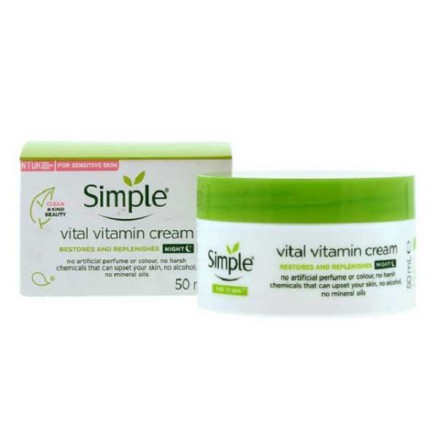 FOR SENSITIVE SKIN
CLEAN
& KIND
BEAUTY
Simple®
vital vitamin cream
RESTORES AND REPLENISHES NIGHT
no artificial perfume or colour, no harsh
chemicals that can upset your skin, no alcohol,
no mineral oils
50 m
Simple®
KIND TO SKIN
vital vitamin cream
RESTORES AND REPLENISHES NIGHT
no artificial perfume or colour, no harsh
chemicals that can upset your skin, no alcohol,
no mineral oils
50 mL e